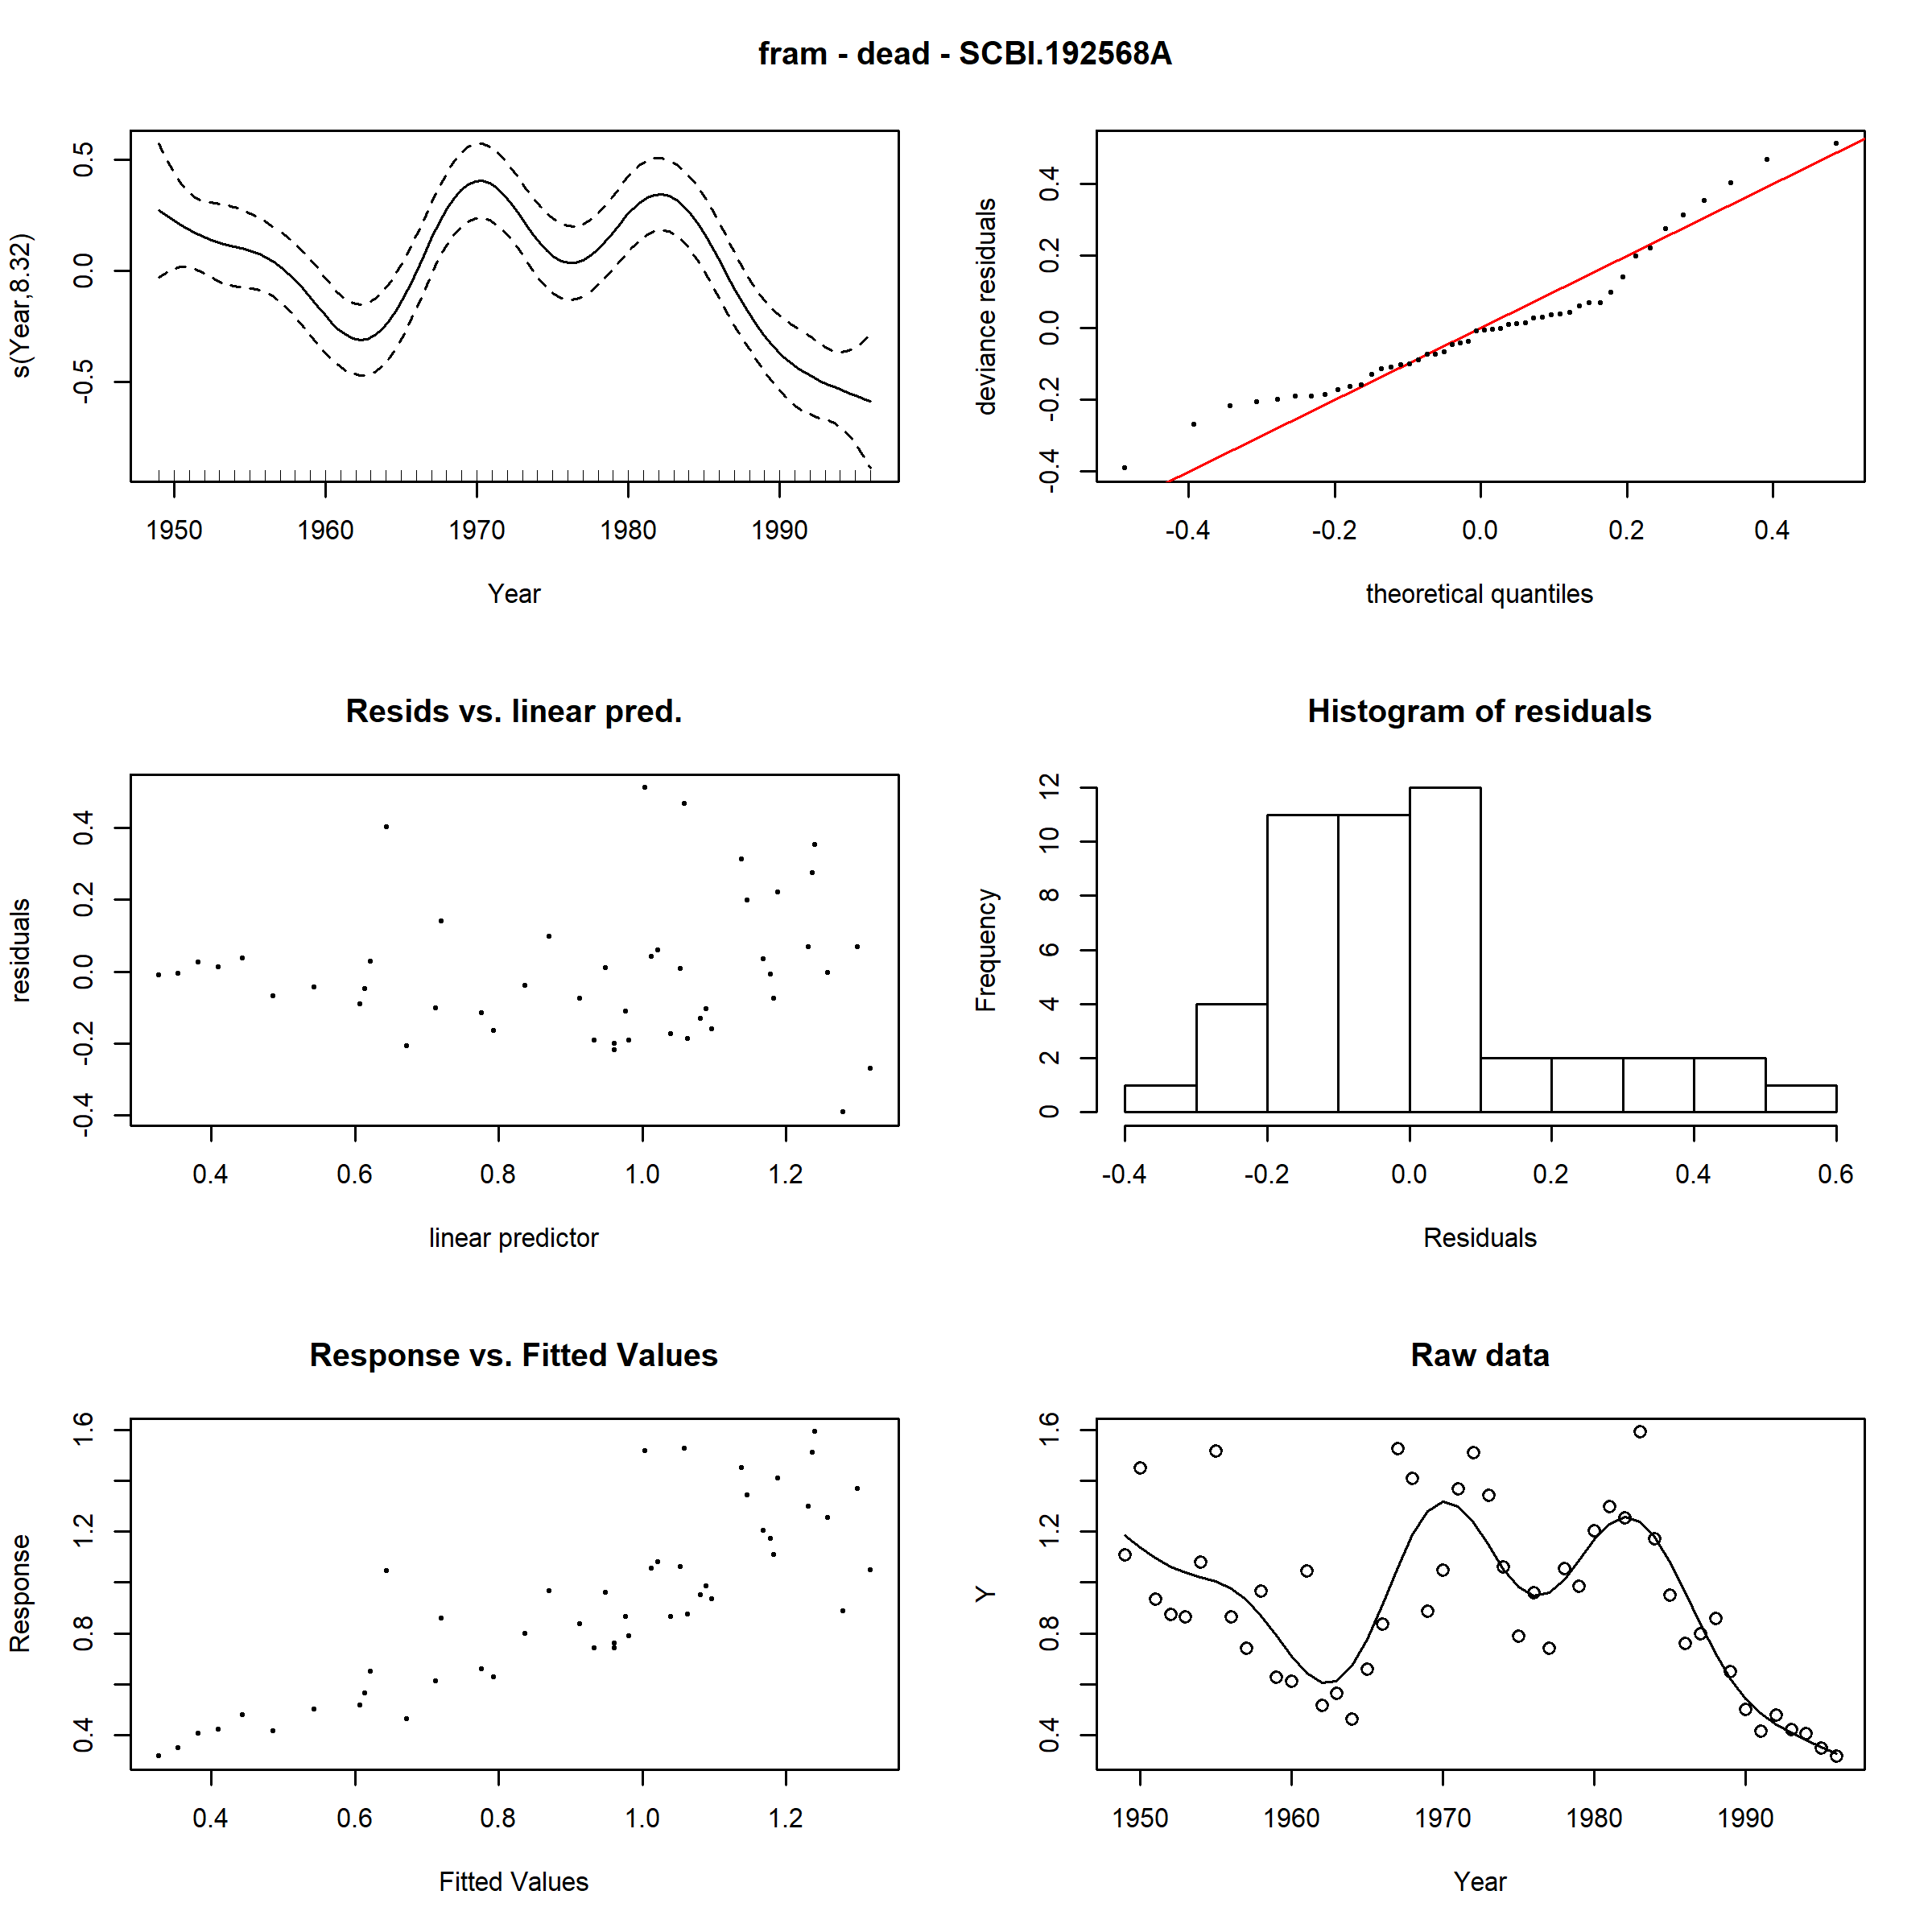 fram - dead - SCBI.192568A
s(Year,8.32)
0.5
0.0
-0.5
1950 1960 1970 1980 1990
Year
deviance residuals
0.4
0.2
0.0
-0.2
-0.4
-0.4 -0.2 0.0 0.2 0.4
theoretical quantiles
Resids vs. linear pred.
residuals
0.4
0.2
0.0
-0.2
-0.4
0.4 0.6 0.8 1.0 1.2
linear predictor
Histogram of residuals
Frequency
12
10
8
6
4
2
0
-0.4 -0.2 0.0 0.2 0.4 0.6
Residuals
Response vs. Fitted Values
Response
1.6
1.2
0.8
0.4
0.4 0.6 0.8 1.0 1.2
Fitted Values
Raw data
Y
1.6
1.2
0.8
0.4
1950 1960 1970 1980 1990
Year